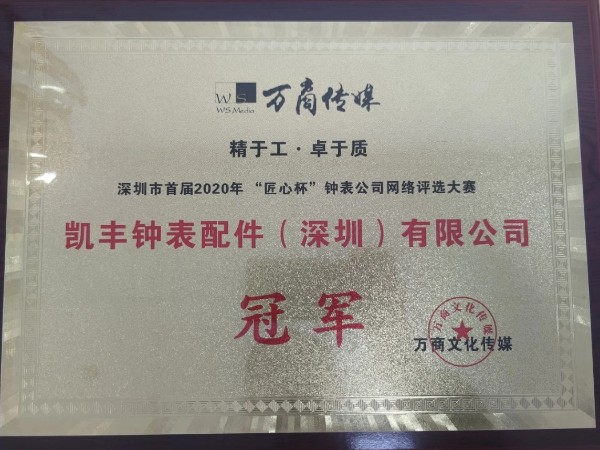 WS
WS Media
万商传媒
精于工·卓于质
深圳市首届2020年“匠心杯”钟表公司网络评选大赛
凯丰钟表配件（深圳）有限公司
冠军
万商文化传媒
万商文化传媒